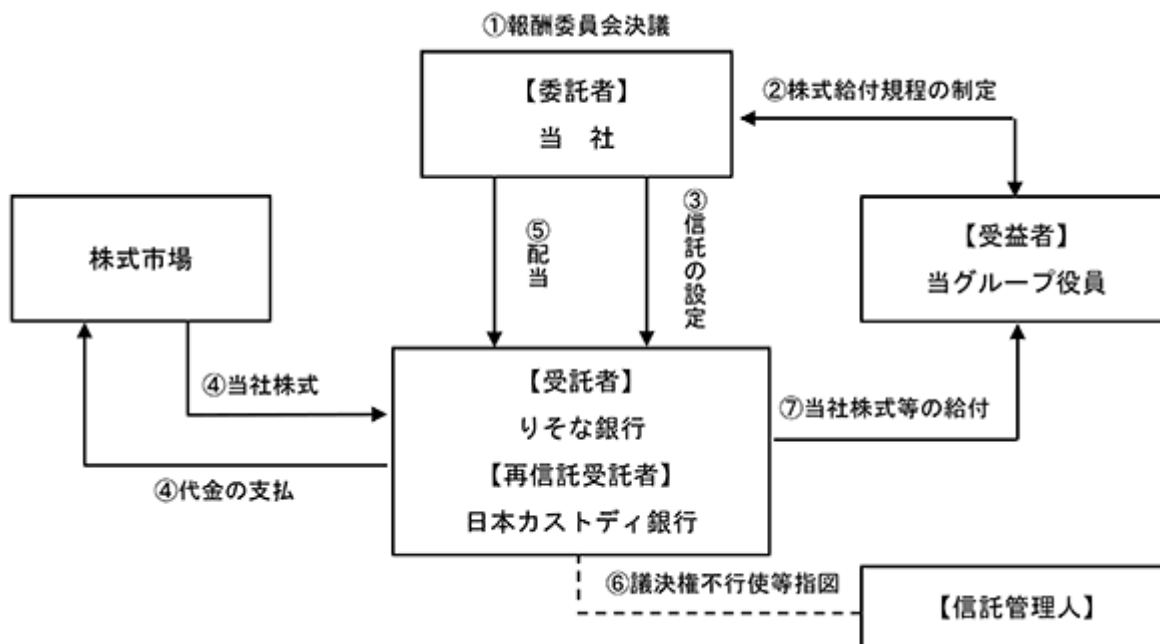 ①報酬委員会決議
【委託者】
当　社
②株式給付規程の制定
株式市場
⑤配当
③信託の設定
【受益者】
当グループ役員
④当社株式
④代金の支払
【受託者】
りそな銀行
【再信託受託者】
日本カストディ銀行
⑦当社株式等の給付
⑥議決権不行使等指図
【信託管理人】